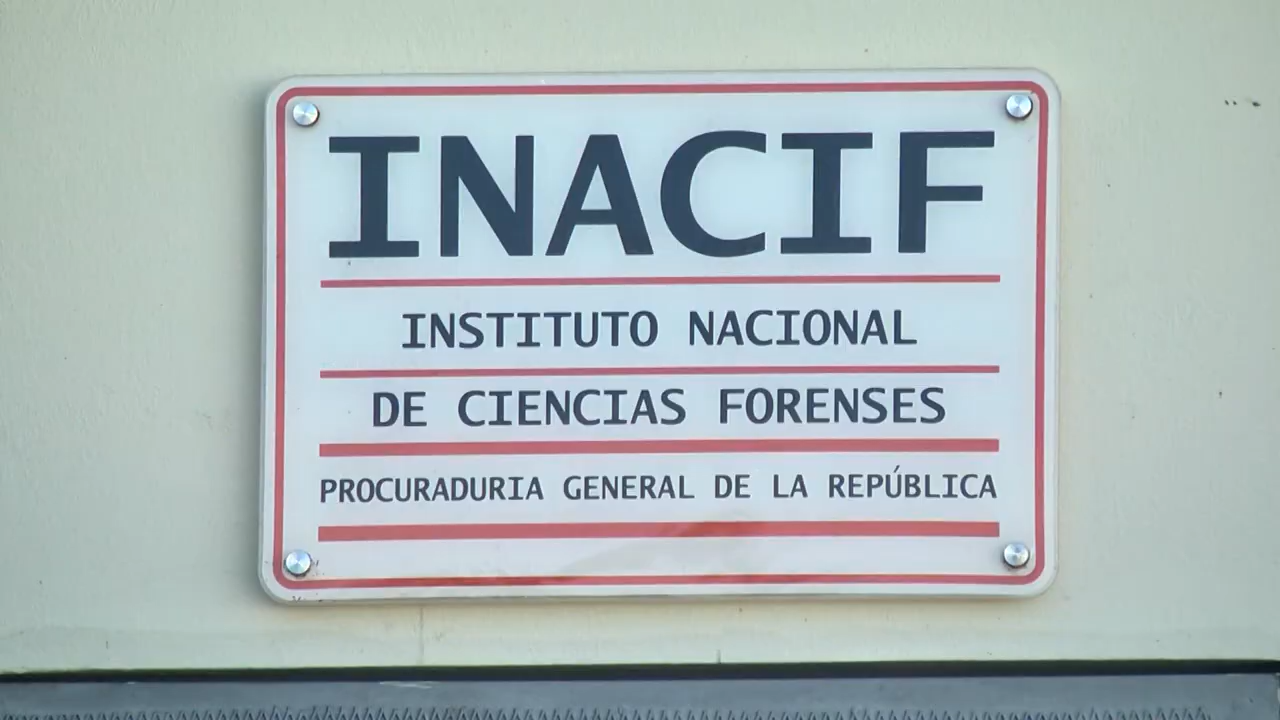 INACIF
INSTITUTO NACIONAL
DE CIENCIAS FORENSES
PROCURADURIA GENERAL DE LA REPÚBLICA